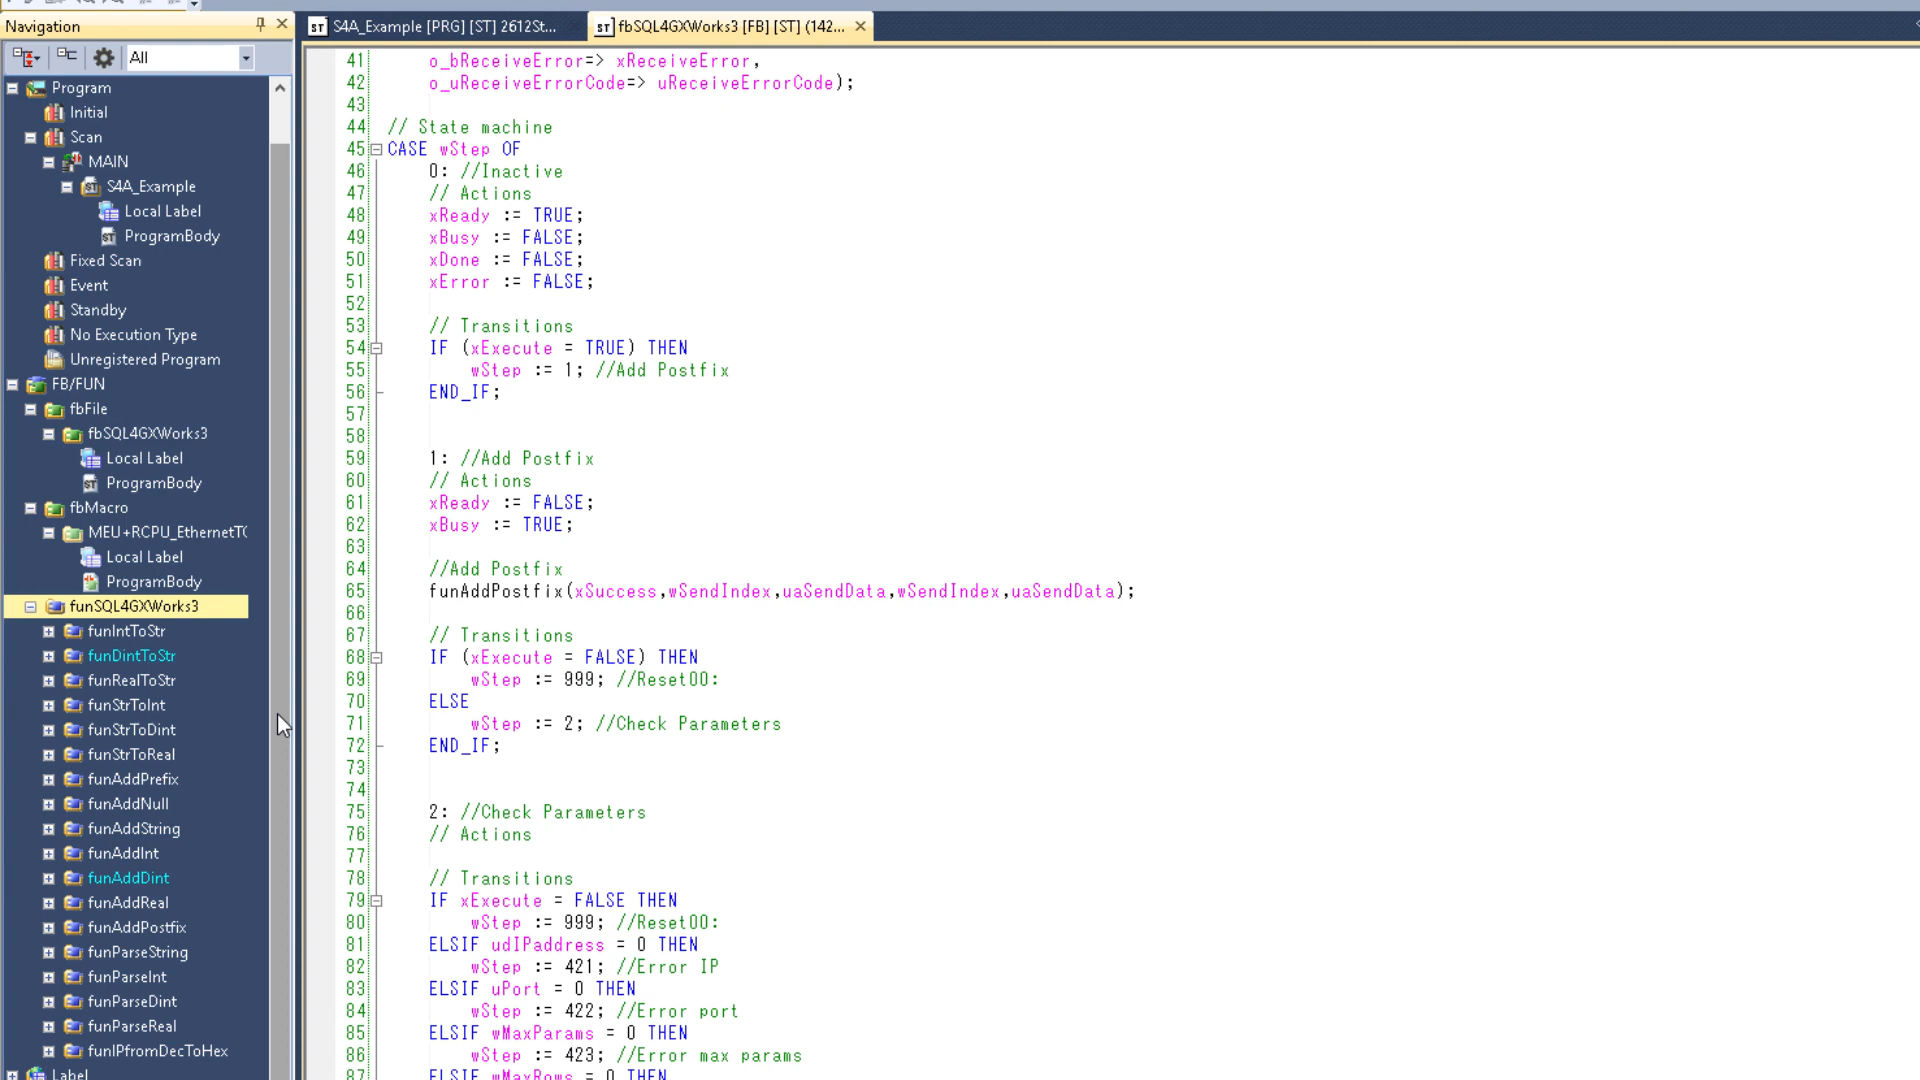 Navigation
All
Program
Initial
Scan
MAIN
S4A_Example
Local Label
ProgramBody
Fixed Scan
Event
Standby
No Execution Type
Unregistered Program
FB/FUN
fbFile
fbSQL4GXWorks3
Local Label
ProgramBody
fbMacro
MEU+RCPU_EthernetTC
Local Label
ProgramBody
funSQL4GXWorks3
funIntToStr
funDintToStr
funRealToStr
funStrToInt
funStrToDint
funStrToReal
funAddPrefix
funAddNull
funAddString
funAddInt
funAddDint
funAddReal
funAddPostfix
funParseString
funParseInt
funParseDint
funParseReal
funIPfromDecToHex
Label
ST S4A_Example [PRG] [ST] 2612St...
ST fbSQL4GXWorks3 [FB] [ST] (142...
41 o_bReceiveError=> xReceiveError,
42 o_uReceiveErrorCode=> uReceiveErrorCode);
43
44 // State machine
45 CASE wStep OF
46 0: //Inactive
47 // Actions
48 xReady := TRUE;
49 xBusy := FALSE;
50 xDone := FALSE;
51 xError := FALSE;
52
53 // Transitions
54 IF (xExecute = TRUE) THEN
55 wStep := 1; //Add Postfix
56 END_IF;
57
58
59 1: //Add Postfix
60 // Actions
61 xReady := FALSE;
62 xBusy := TRUE;
63
64 //Add Postfix
65 funAddPostfix(xSuccess,wSendIndex,uaSendData,wSendIndex,uaSendData);
66
67 // Transitions
68 IF (xExecute = FALSE) THEN
69 wStep := 999; //Reset00:
70 ELSE
71 wStep := 2; //Check Parameters
72 END_IF;
73
74
75 2: //Check Parameters
76 // Actions
77
78 // Transitions
79 IF xExecute = FALSE THEN
80 wStep := 999; //Reset00:
81 ELSIF udIPaddress = 0 THEN
82 wStep := 421; //Error IP
83 ELSIF uPort = 0 THEN
84 wStep := 422; //Error port
85 ELSIF wMaxParams = 0 THEN
86 wStep := 423; //Error max params
87 ELSIF wMaxRows = 0 THEN